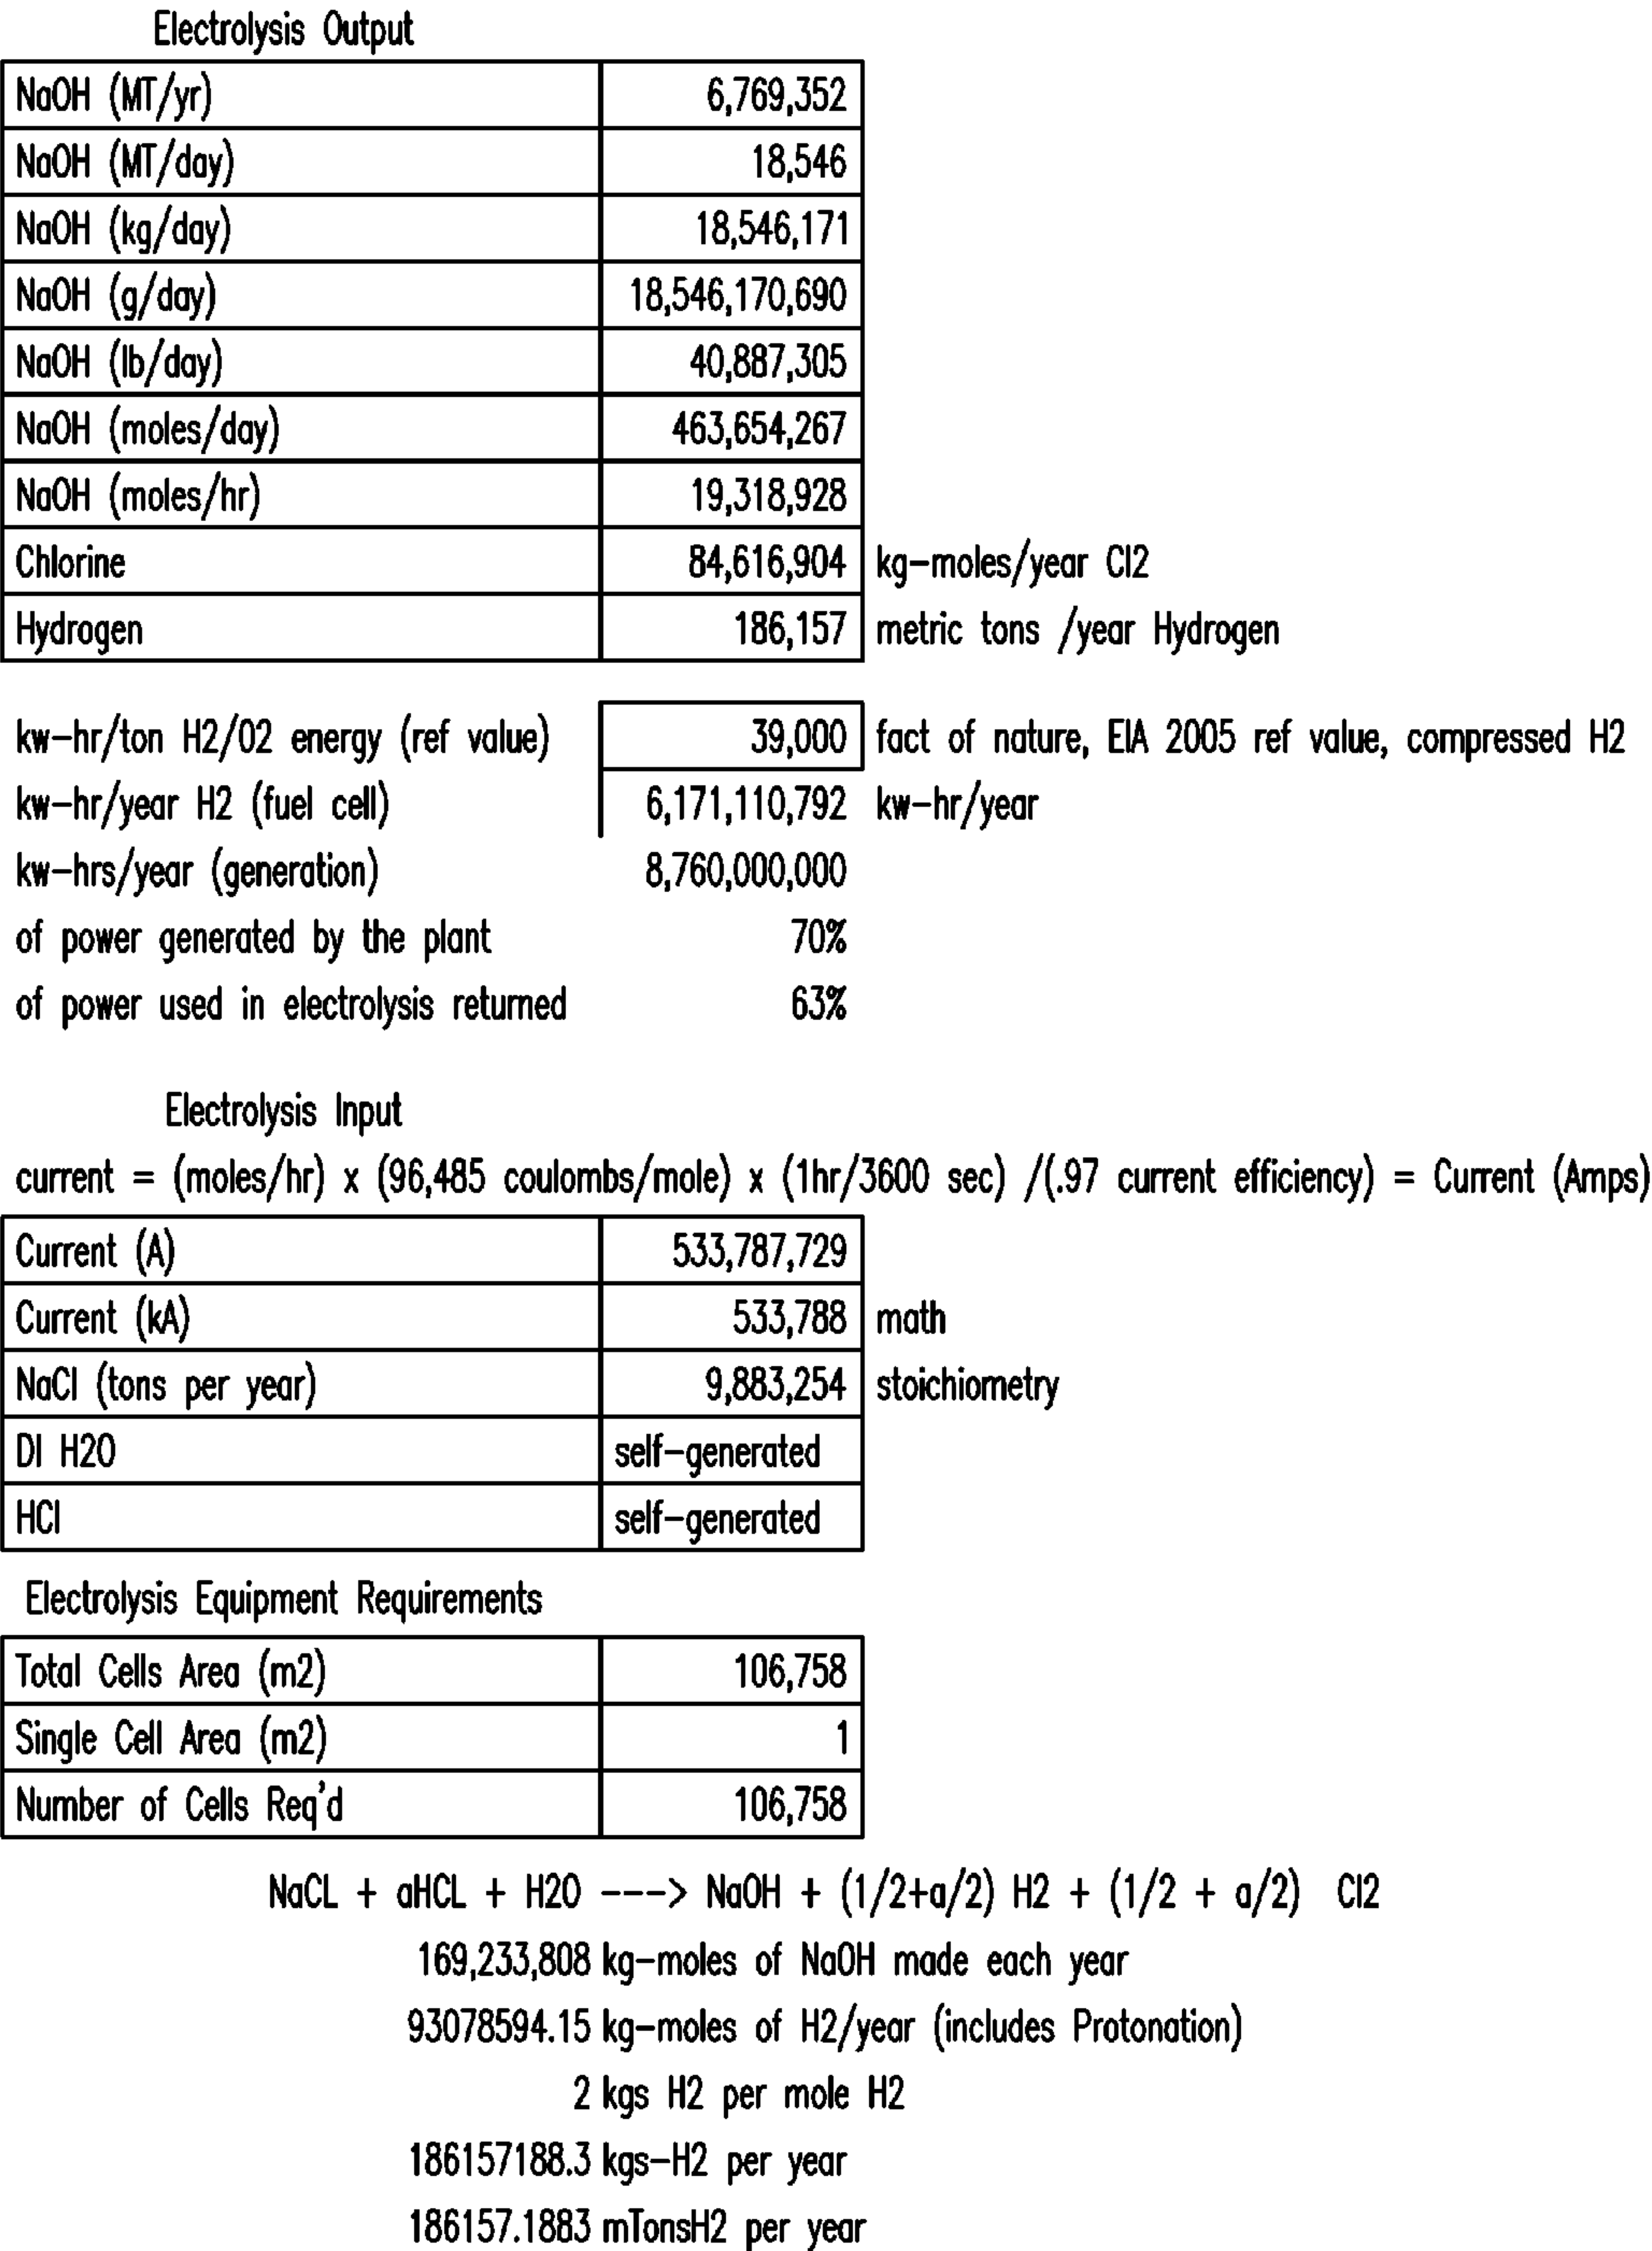 Electrolysis Output
NaOH (MT/yr) 6,769,352
NaOH (MT/day) 18,546
NaOH (kg/day) 18,546,171
NaOH (g/day) 18,546,170,690
NaOH (lb/day) 40,887,305
NaOH (moles/day) 463,654,267
NaOH (moles/hr) 19,318,928
Chlorine 84,616,904 kg-moles/year Cl2
Hydrogen 186,157 metric tons /year Hydrogen
kw-hr/ton H2/O2 energy (ref value) 39,000 fact of nature, EIA 2005 ref value, compressed H2
kw-hr/year H2 (fuel cell) 6,171,110,792 kw-hr/year
kw-hrs/year (generation) 8,760,000,000
of power generated by the plant 70%
of power used in electrolysis returned 63%
Electrolysis Input
current = (moles/hr) x (96,485 coulombs/mole) x (1hr/3600 sec) /(.97 current efficiency) = Current (Amps)
Current (A) 533,787,729
Current (kA) 533,788 math
NaCl (tons per year) 9,883,254 stoichiometry
DI H2O self-generated
HCl self-generated
Electrolysis Equipment Requirements
Total Cells Area (m2) 106,758
Single Cell Area (m2) 1
Number of Cells Req'd 106,758
NaCL + aHCL + H2O ---> NaOH + (1/2+a/2) H2 + (1/2 + a/2) Cl2
169,233,808 kg-moles of NaOH made each year
93078594.15 kg-moles of H2/year (includes Protonation)
2 kgs H2 per mole H2
186157188.3 kgs-H2 per year
186157.1883 mTonsH2 per year